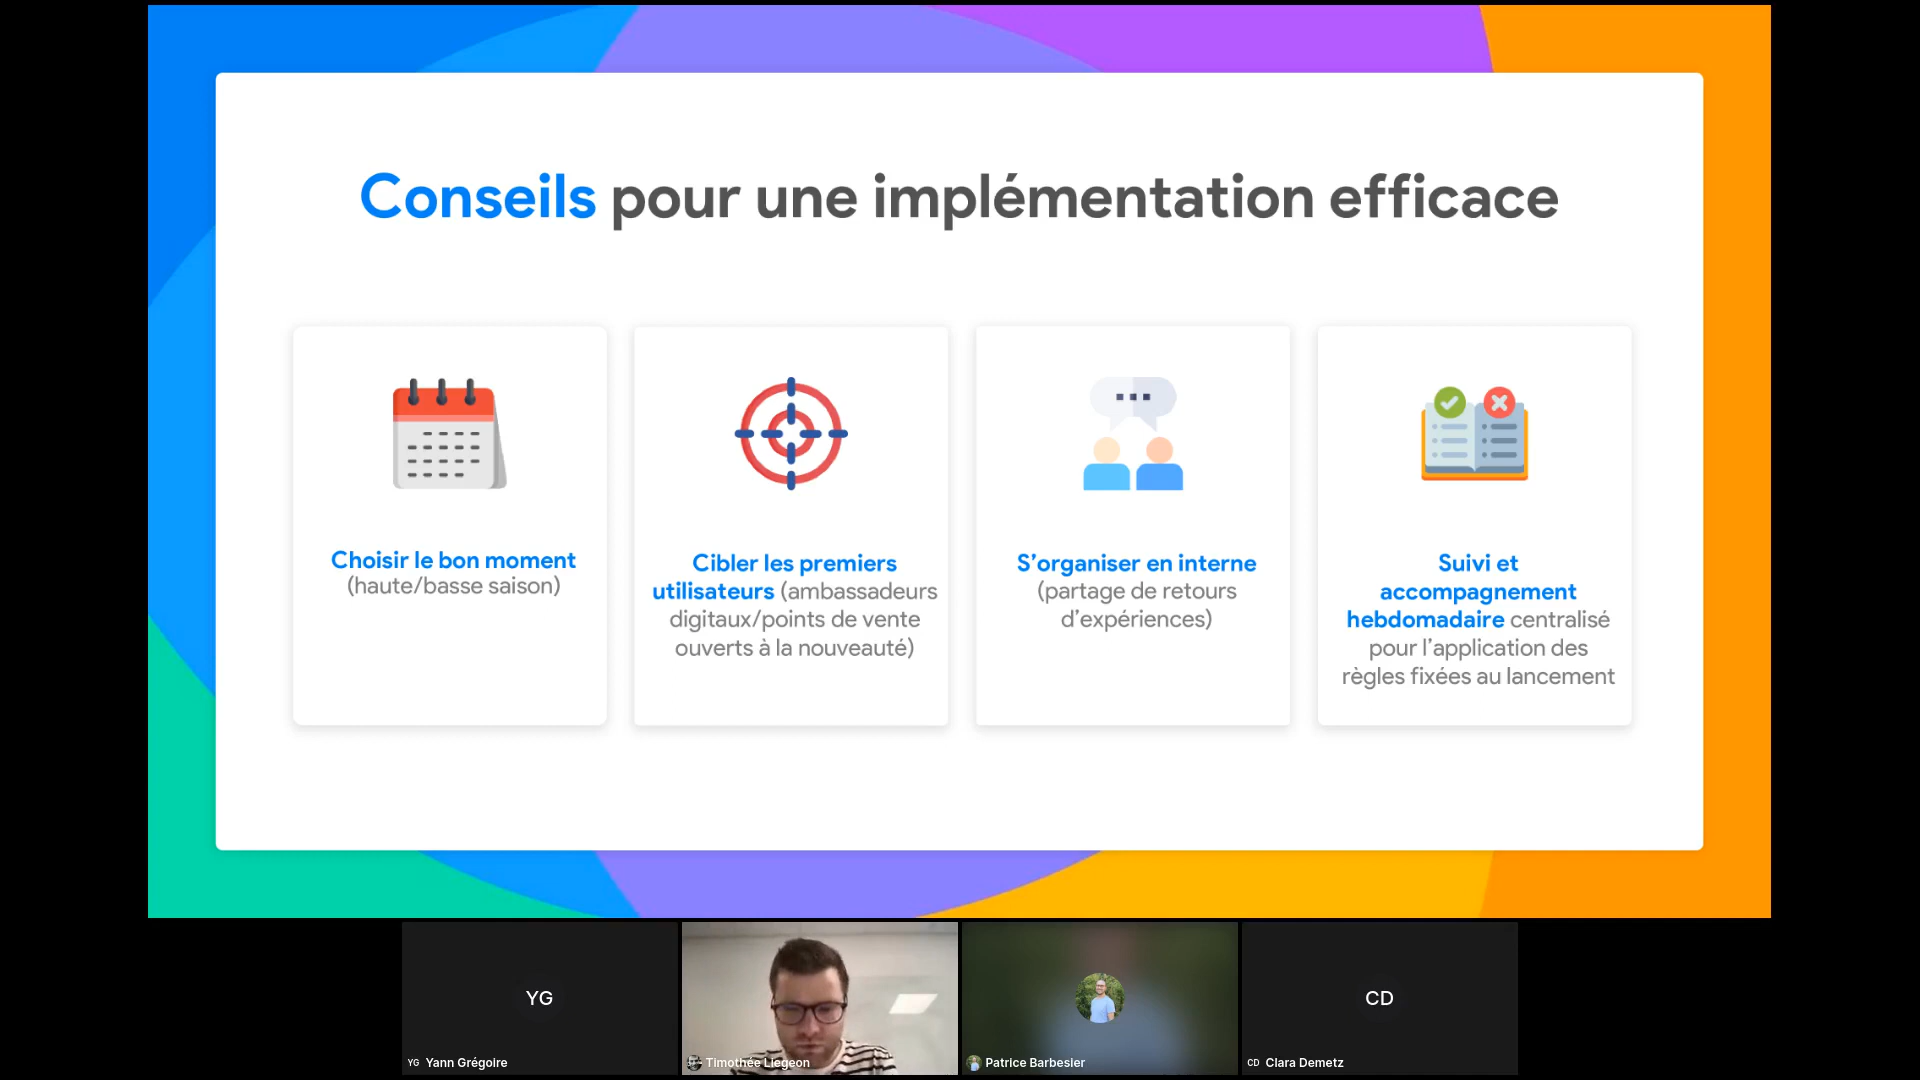 Conseils pour une implémentation efficace
Choisir le bon moment
(haute/basse saison)
Cibler les premiers
utilisateurs (ambassadeurs
digitaux/points de vente
ouverts à la nouveauté)
S’organiser en interne
(partage de retours
d’expériences)
Suivi et
accompagnement
hebdomadaire centralisé
pour l’application des
règles fixées au lancement
YG
CD
YG Yann Grégoire
Timothée Liegeon
Patrice Barbesier
CD Clara Demetz